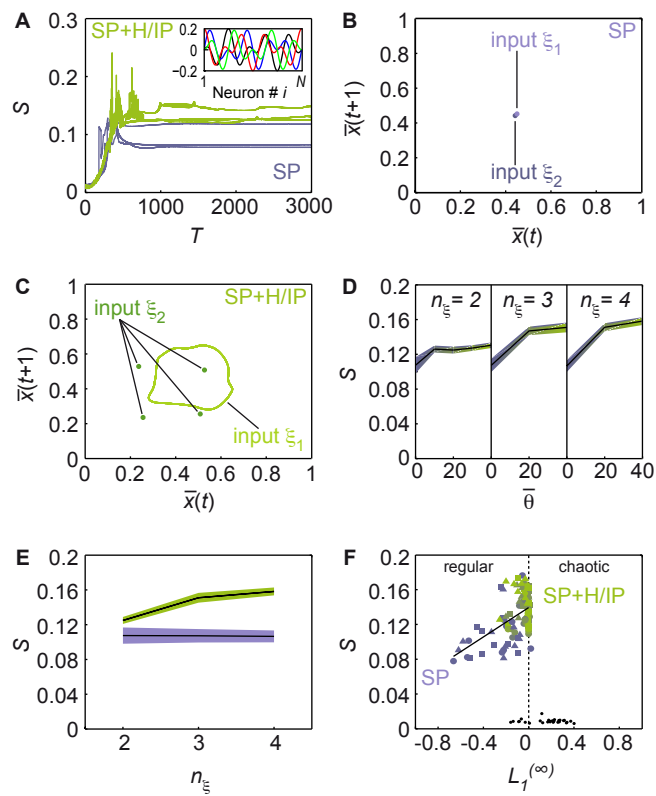 A
SP+H/IP
0.3
0.2
0.1
0
S
0.2
0
−0.2
1
N
Neuron # i
SP
0
1000
2000
3000
T
B
SP
1
0.8
0.6
0.4
0.2
0
x̅(t+1)
input ξ1
input ξ2
0
0.2
0.4
0.6
0.8
1
x̅(t)
C
SP+H/IP
1
0.8
0.6
0.4
0.2
0
x̅(t+1)
input ξ2
input ξ1
0
0.2
0.4
0.6
0.8
1
x̅(t)
D
0.2
0.16
0.12
0.08
0.04
0
S
nξ= 2
nξ= 3
nξ= 4
0
20
0
20
0
20
40
θ̅
E
0.2
0.16
0.12
0.08
0.04
0
S
2
3
4
nξ
F
0.2
0.16
0.12
0.08
0.04
0
S
regular
chaotic
SP+H/IP
SP
-0.8
-0.4
0
0.4
0.8
L1(∞)